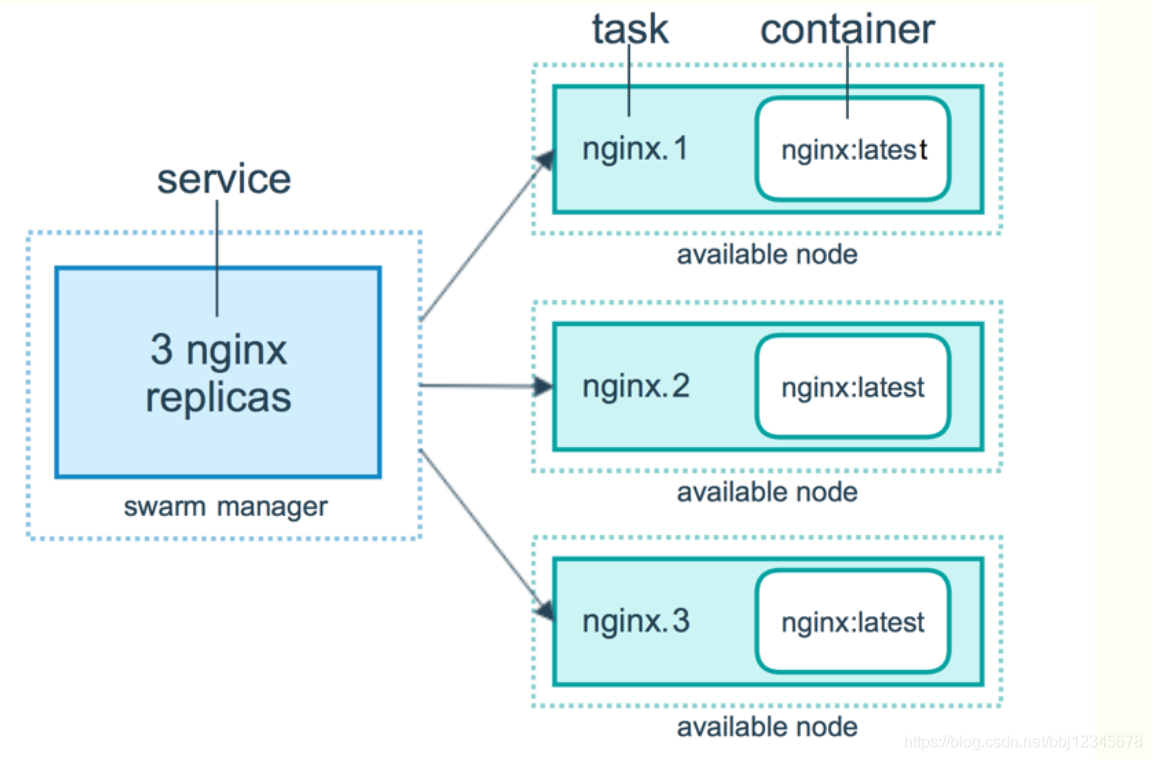 task
container
nginx.1
nginx:latest
available node
service
3 nginx
replicas
swarm manager
nginx.2
nginx:latest
available node
nginx.3
nginx:latest
available node
https://blog.csdn.net/bbj12345678